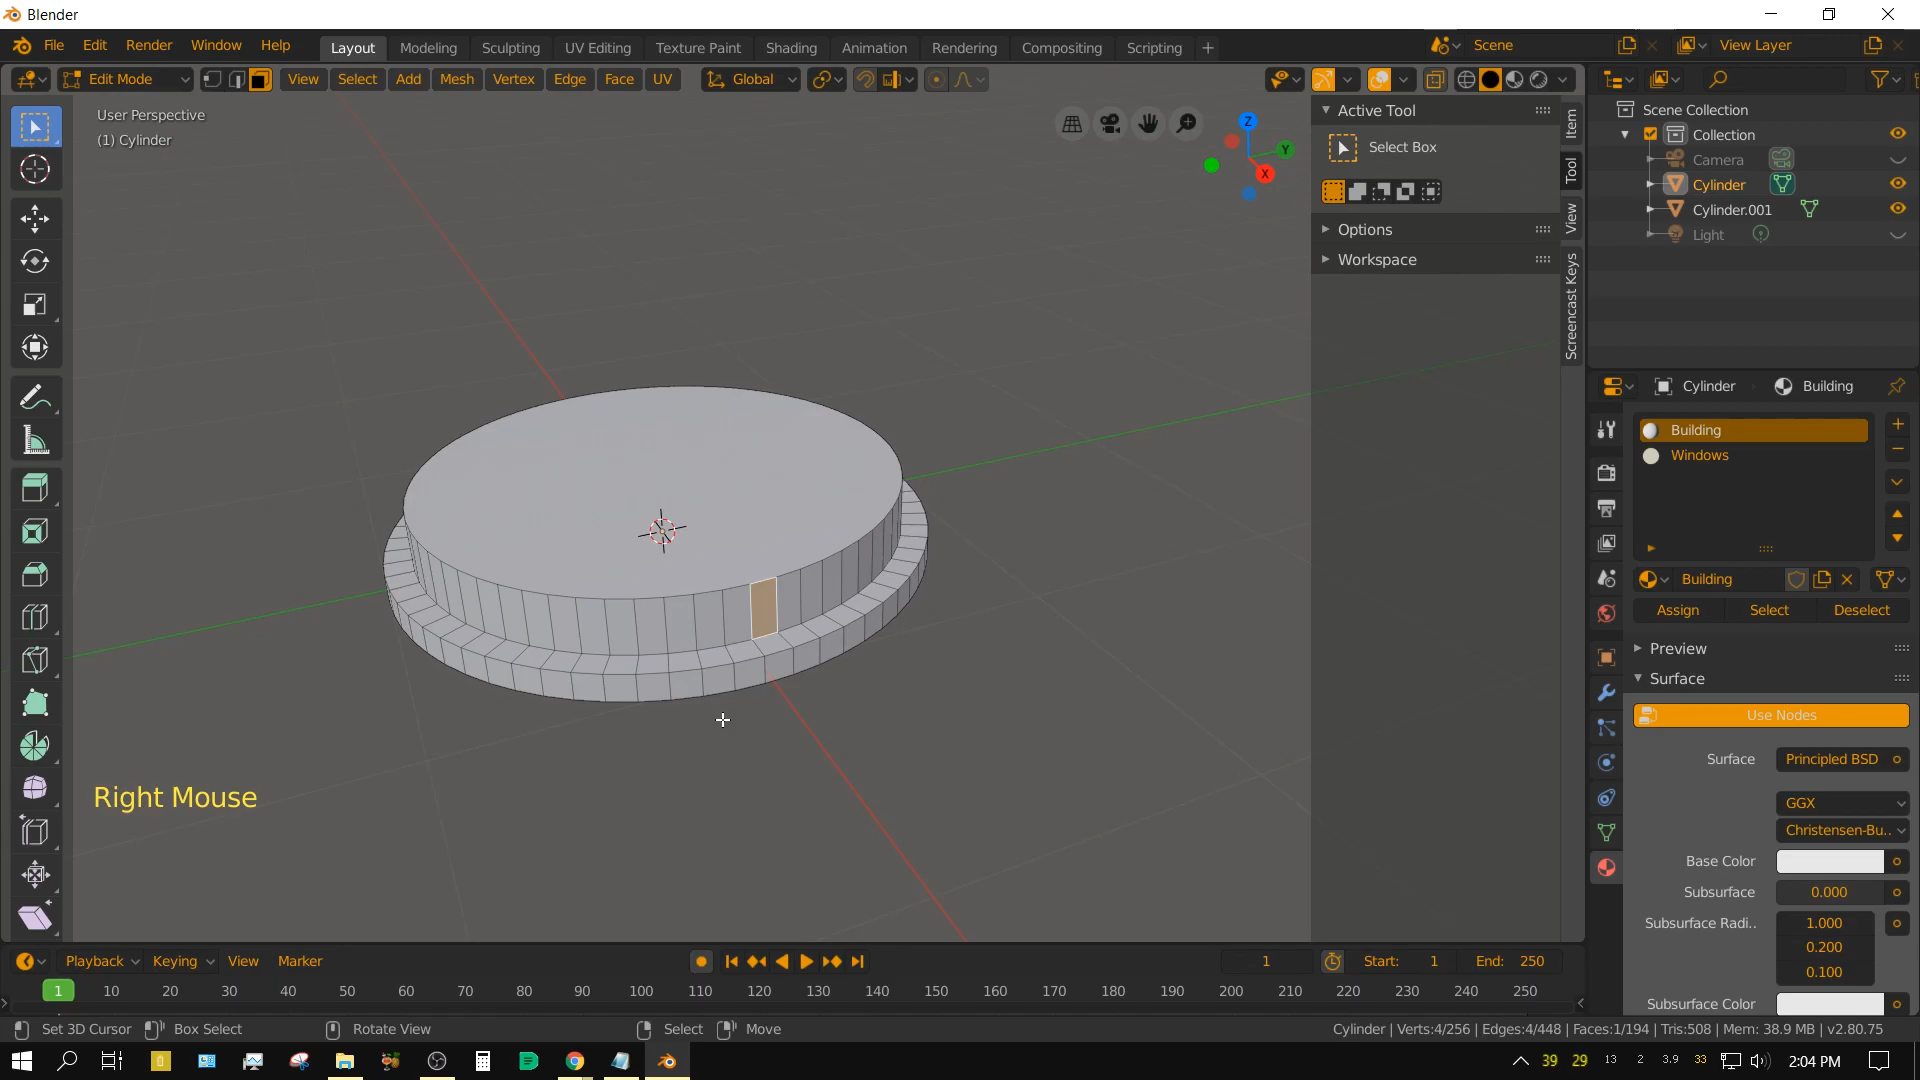 Blender
File Edit Render Window Help
Layout Modeling Sculpting UV Editing Texture Paint Shading Animation Rendering Compositing Scripting +
Scene
View Layer
Edit Mode View Select Add Mesh Vertex Edge Face UV Global
User Perspective
(1) Cylinder
Z
Y
X
Active Tool
Select Box
Options
Workspace
Item
Tool
View
Screencast Keys
Scene Collection
Collection
Camera
Cylinder
Cylinder.001
Light
Cylinder Building
Building
Windows
Building
Assign Select Deselect
Preview
Surface
Use Nodes
Surface Principled BSD
GGX
Christensen-Bu..
Base Color
Subsurface 0.000
Subsurface Radi.. 1.000
0.200
0.100
Subsurface Color
Right Mouse
Playback Keying View Marker
1 Start: 1 End: 250
1 10 20 30 40 50 60 70 80 90 100 110 120 130 140 150 160 170 180 190 200 210 220 230 240 250
Set 3D Cursor Box Select Rotate View Select Move
Cylinder | Verts:4/256 | Edges:4/448 | Faces:1/194 | Tris:508 | Mem: 38.9 MB | v2.80.75
39 29 13 2 3.9 33 2:04 PM